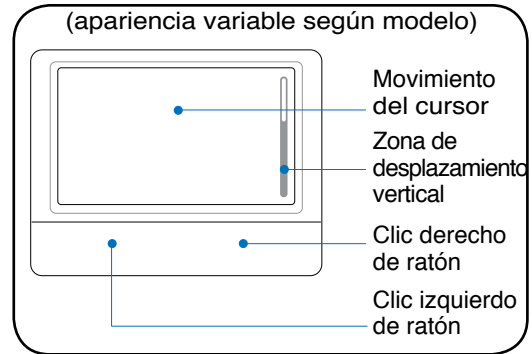 (apariencia variable según modelo)
Movimiento
del cursor
Zona de
desplazamiento
vertical
Clic derecho
de ratón
Clic izquierdo
de ratón